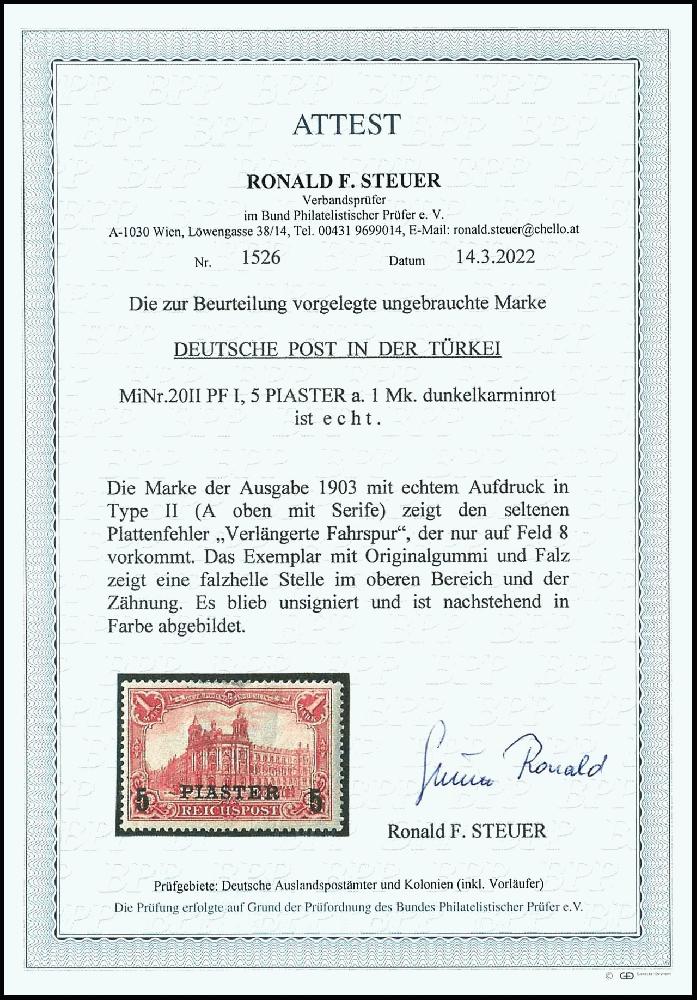 ATTEST
RONALD F. STEUER
Verbandsprüfer
im Bund Philatelistischer Prüfer e. V.
A-1030 Wien, Löwengasse 38/14, Tel. 00431 9699014, E-Mail: ronald.steuer@chello.at
Nr. 1526 Datum 14.3.2022
Die zur Beurteilung vorgelegte ungebrauchte Marke
DEUTSCHE POST IN DER TÜRKEI
MiNr.20II PF I, 5 PIASTER a. 1 Mk. dunkelkarminrot
ist e c h t .
Die Marke der Ausgabe 1903 mit echtem Aufdruck in
Type II (A oben mit Serife) zeigt den seltenen
Plattenfehler „Verlängerte Fahrspur“, der nur auf Feld 8
vorkommt. Das Exemplar mit Originalgummi und Falz
zeigt eine falzhelle Stelle im oberen Bereich und der
Zähnung. Es blieb unsigniert und ist nachstehend in
Farbe abgebildet.
1 1
MARK MARK
5 PIASTER 5
REICHSPOST
Steuer Ronald
Ronald F. STEUER
Prüfgebiete: Deutsche Auslandspostämter und Kolonien (inkl. Vorläufer)
Die Prüfung erfolgte auf Grund der Prüfordnung des Bundes Philatelistischer Prüfer e.V.